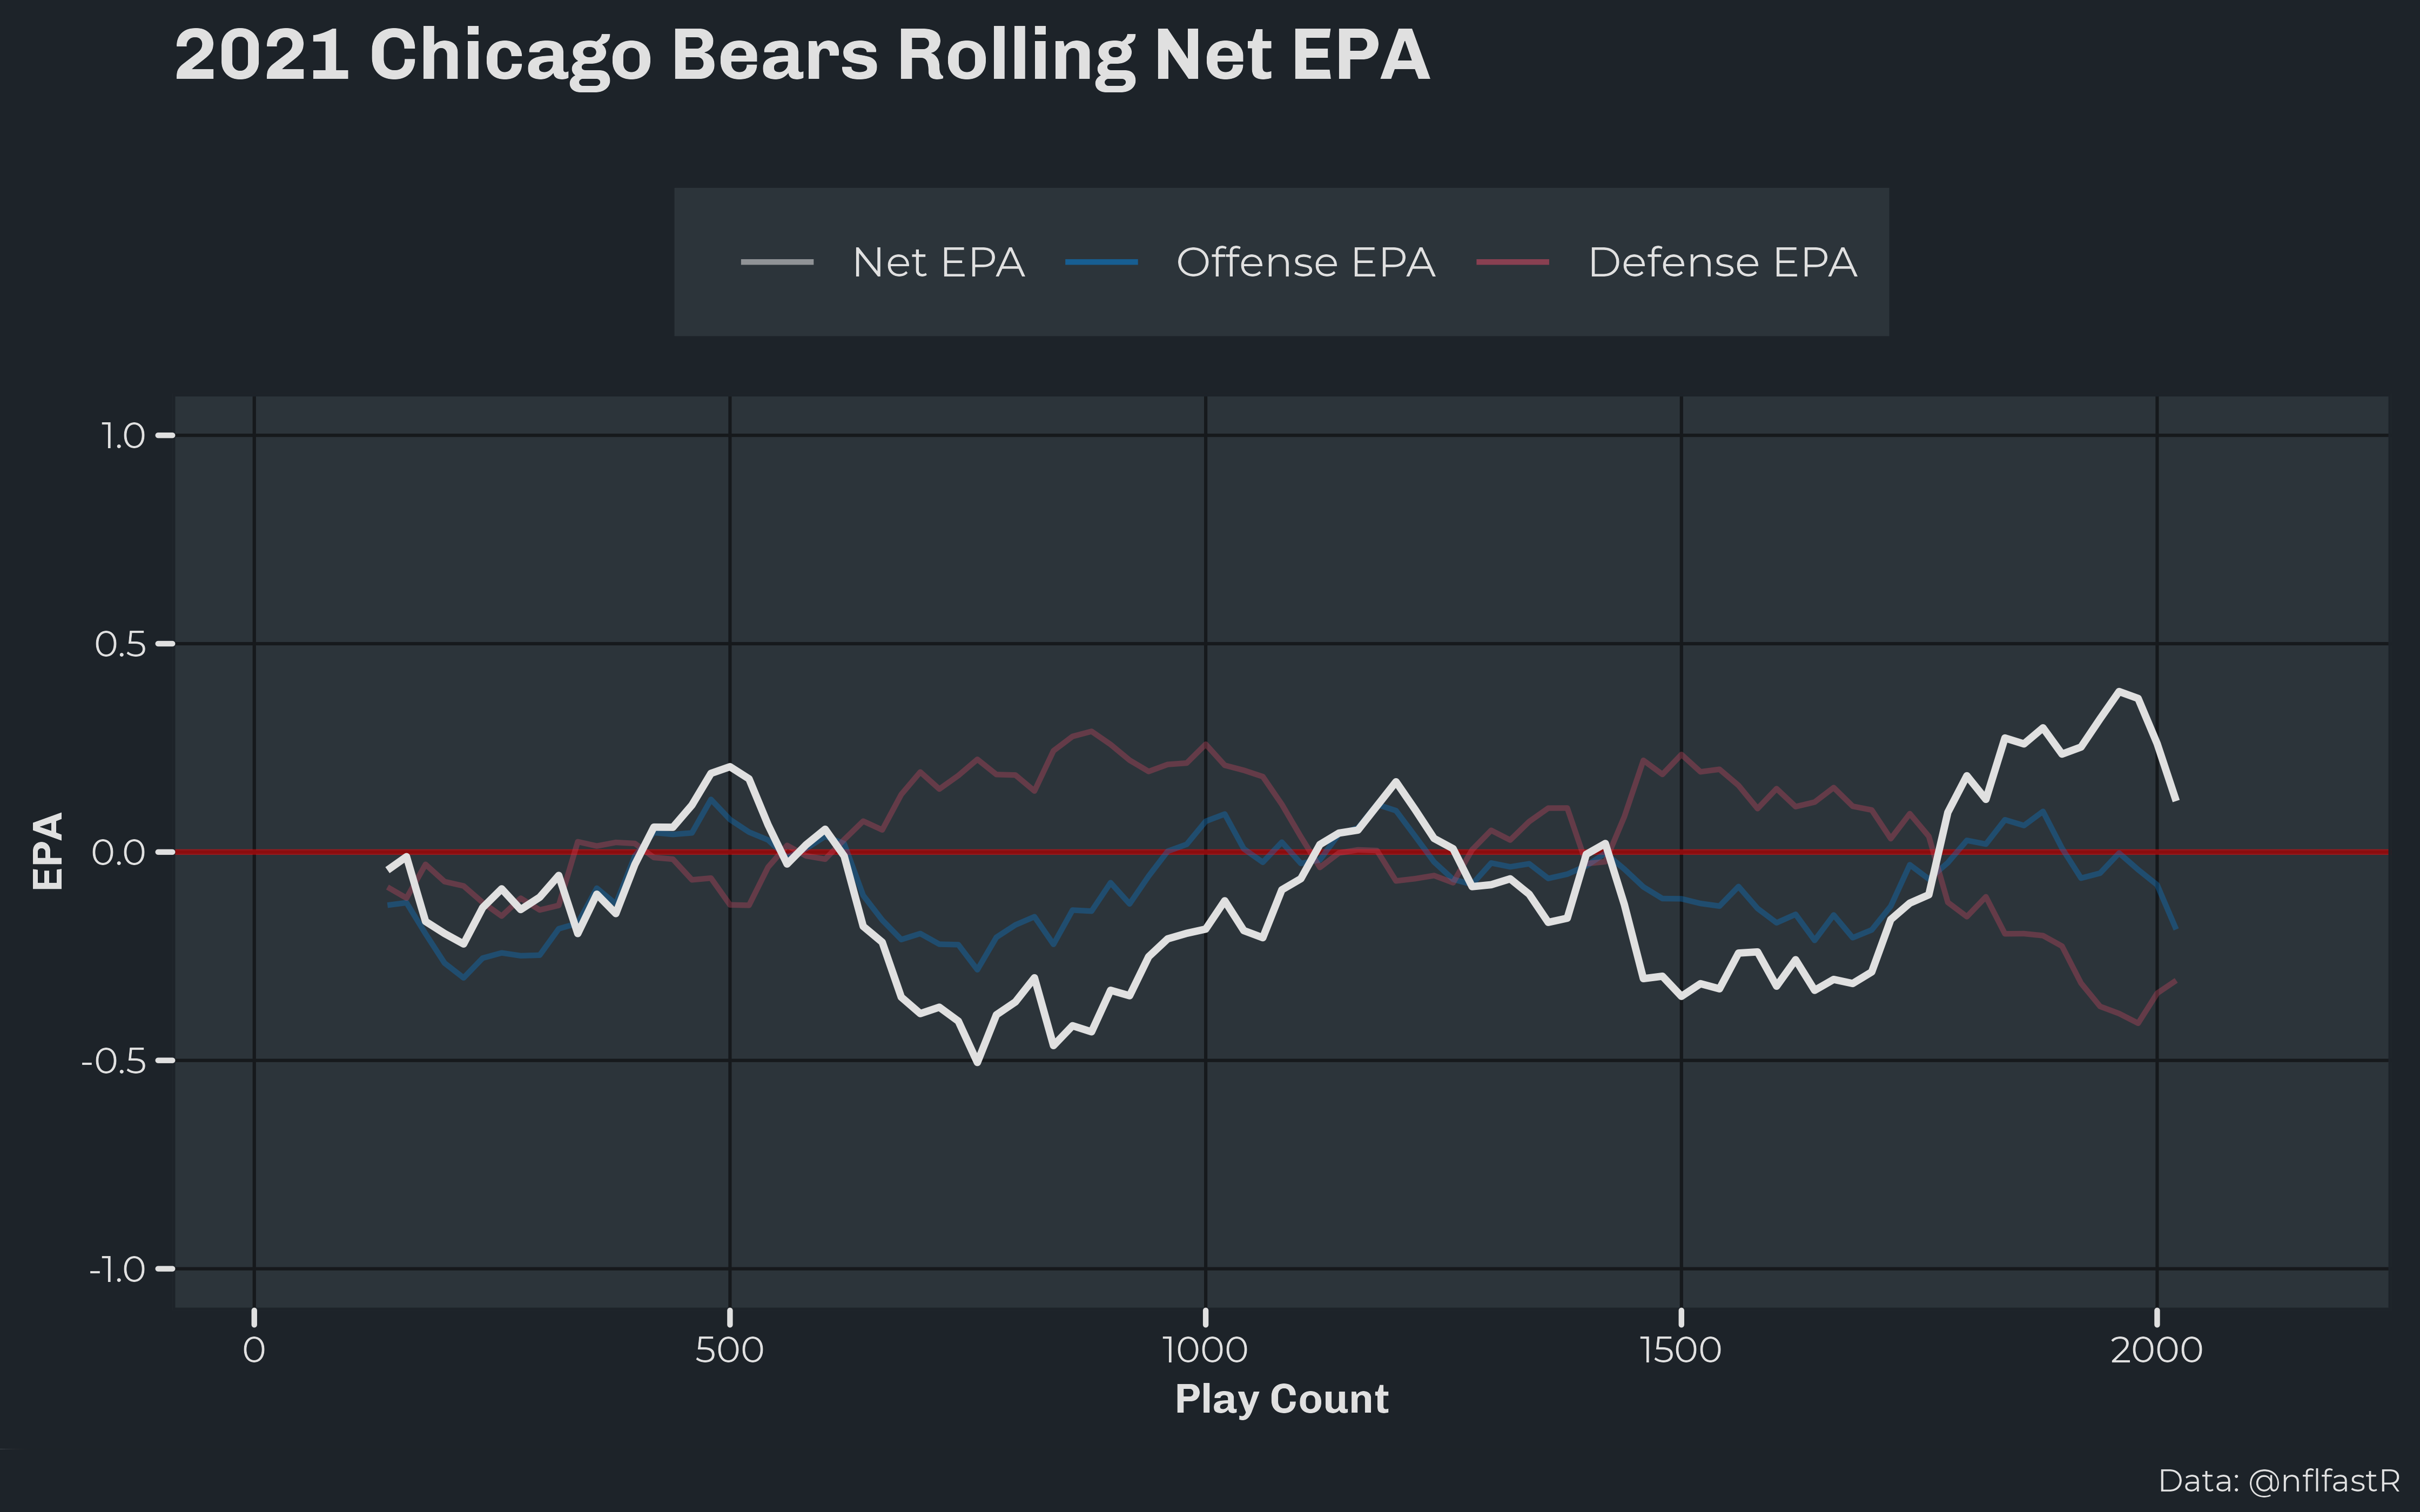 2021 Chicago Bears Rolling Net EPA
Net EPA Offense EPA Defense EPA
1.0
0.5
0.0
-0.5
-1.0
EPA
0 500 1000 1500 2000
Play Count
Data: @nflfastR